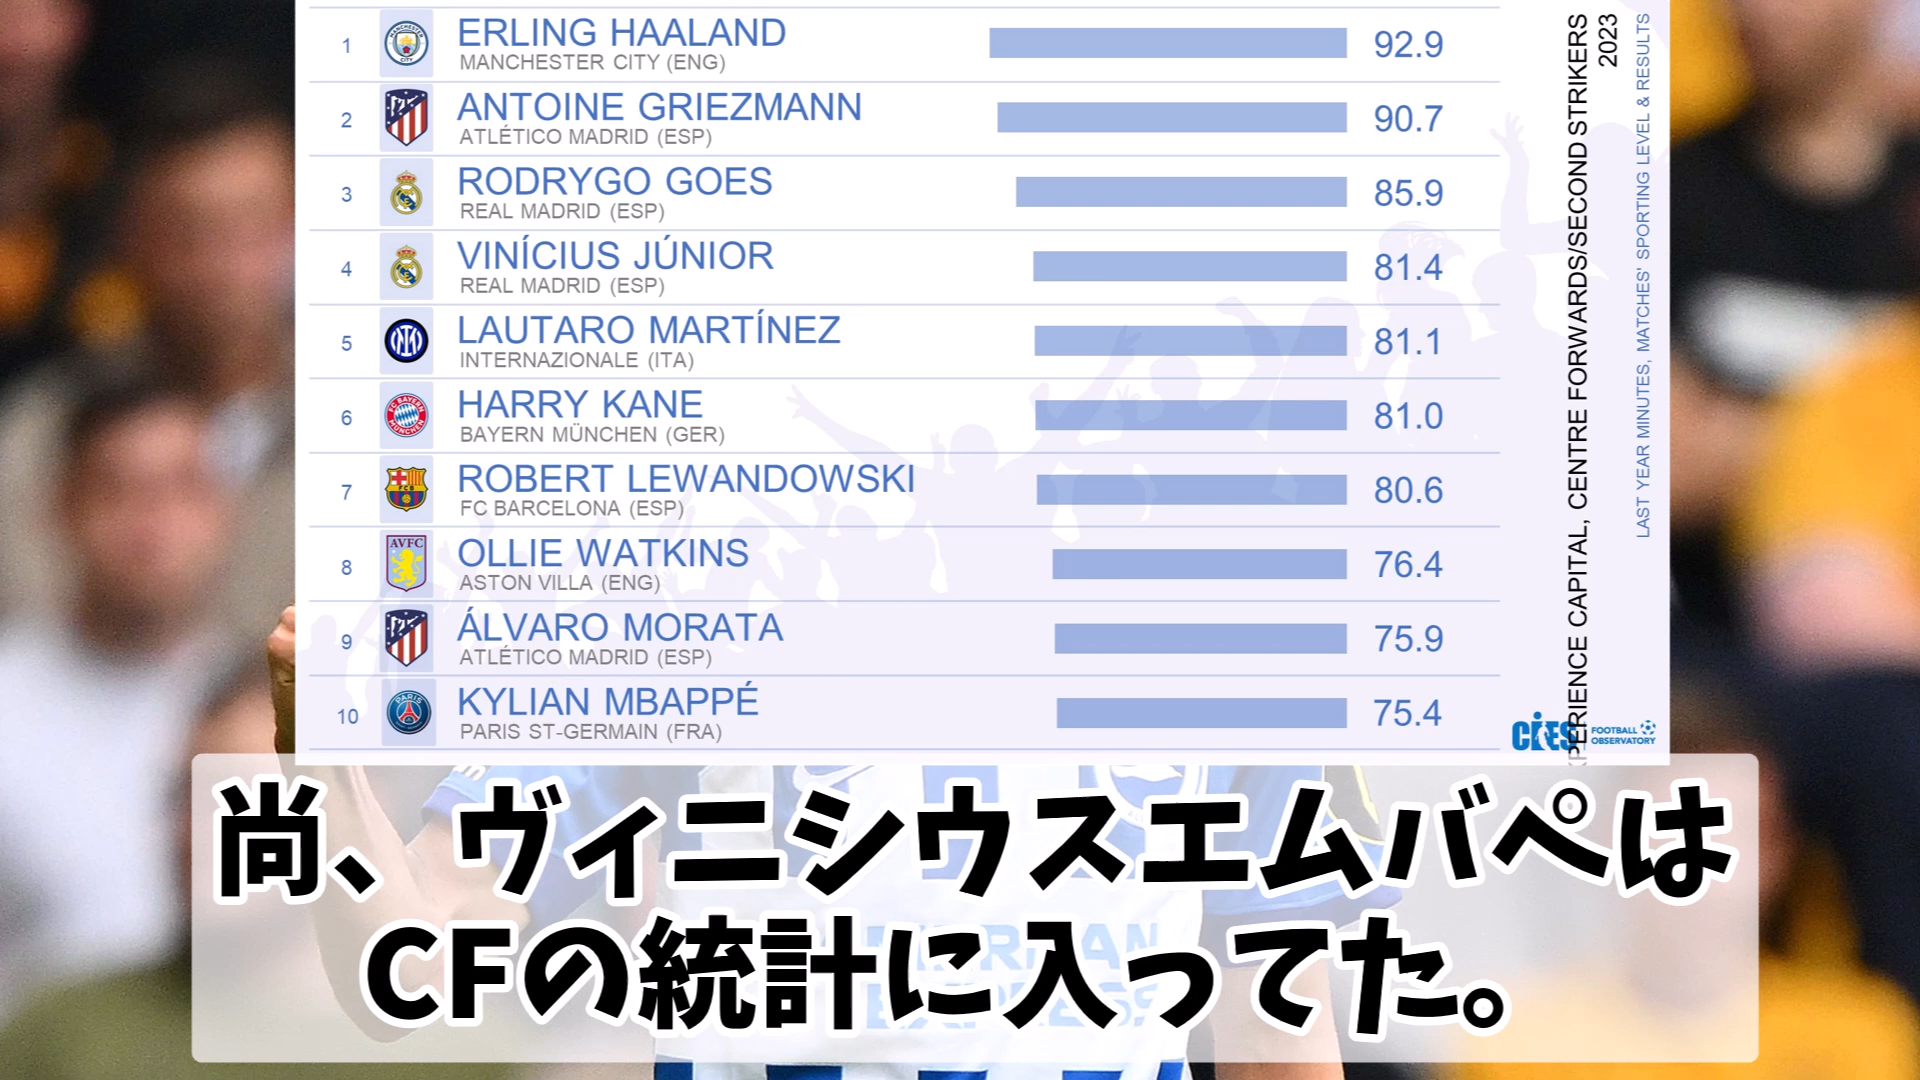 1 ERLING HAALAND 92.9
MANCHESTER CITY (ENG)
2 ANTOINE GRIEZMANN 90.7
ATLÉTICO MADRID (ESP)
3 RODRYGO GOES 85.9
REAL MADRID (ESP)
4 VINÍCIUS JÚNIOR 81.4
REAL MADRID (ESP)
5 LAUTARO MARTÍNEZ 81.1
INTERNAZIONALE (ITA)
6 HARRY KANE 81.0
BAYERN MÜNCHEN (GER)
7 ROBERT LEWANDOWSKI 80.6
FC BARCELONA (ESP)
8 AVFC OLLIE WATKINS 76.4
ASTON VILLA (ENG)
9 ÁLVARO MORATA 75.9
ATLÉTICO MADRID (ESP)
10 KYLIAN MBAPPÉ 75.4
PARIS ST-GERMAIN (FRA)
XPERIENCE CAPITAL, CENTRE FORWARDS/SECOND STRIKERS
2023
LAST YEAR MINUTES, MATCHES' SPORTING LEVEL & RESULTS
CIES FOOTBALL
OBSERVATORY
尚、ヴィニシウスエムバペは
CFの統計に入ってた。